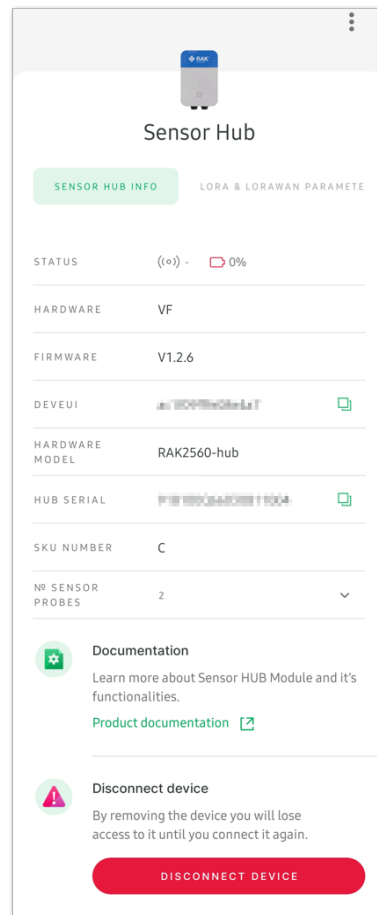 RAK
Sensor Hub
SENSOR HUB INFO
LORA & LORAWAN PARAMETE
STATUS ((o)) - 0%
HARDWARE VF
FIRMWARE V1.2.6
DEVEUI
HARDWARE
MODEL
RAK2560-hub
HUB SERIAL
SKU NUMBER C
Nº SENSOR
PROBES
2
Documentation
Learn more about Sensor HUB Module and it's
functionalities.
Product documentation
Disconnect device
By removing the device you will lose
access to it until you connect it again.
DISCONNECT DEVICE